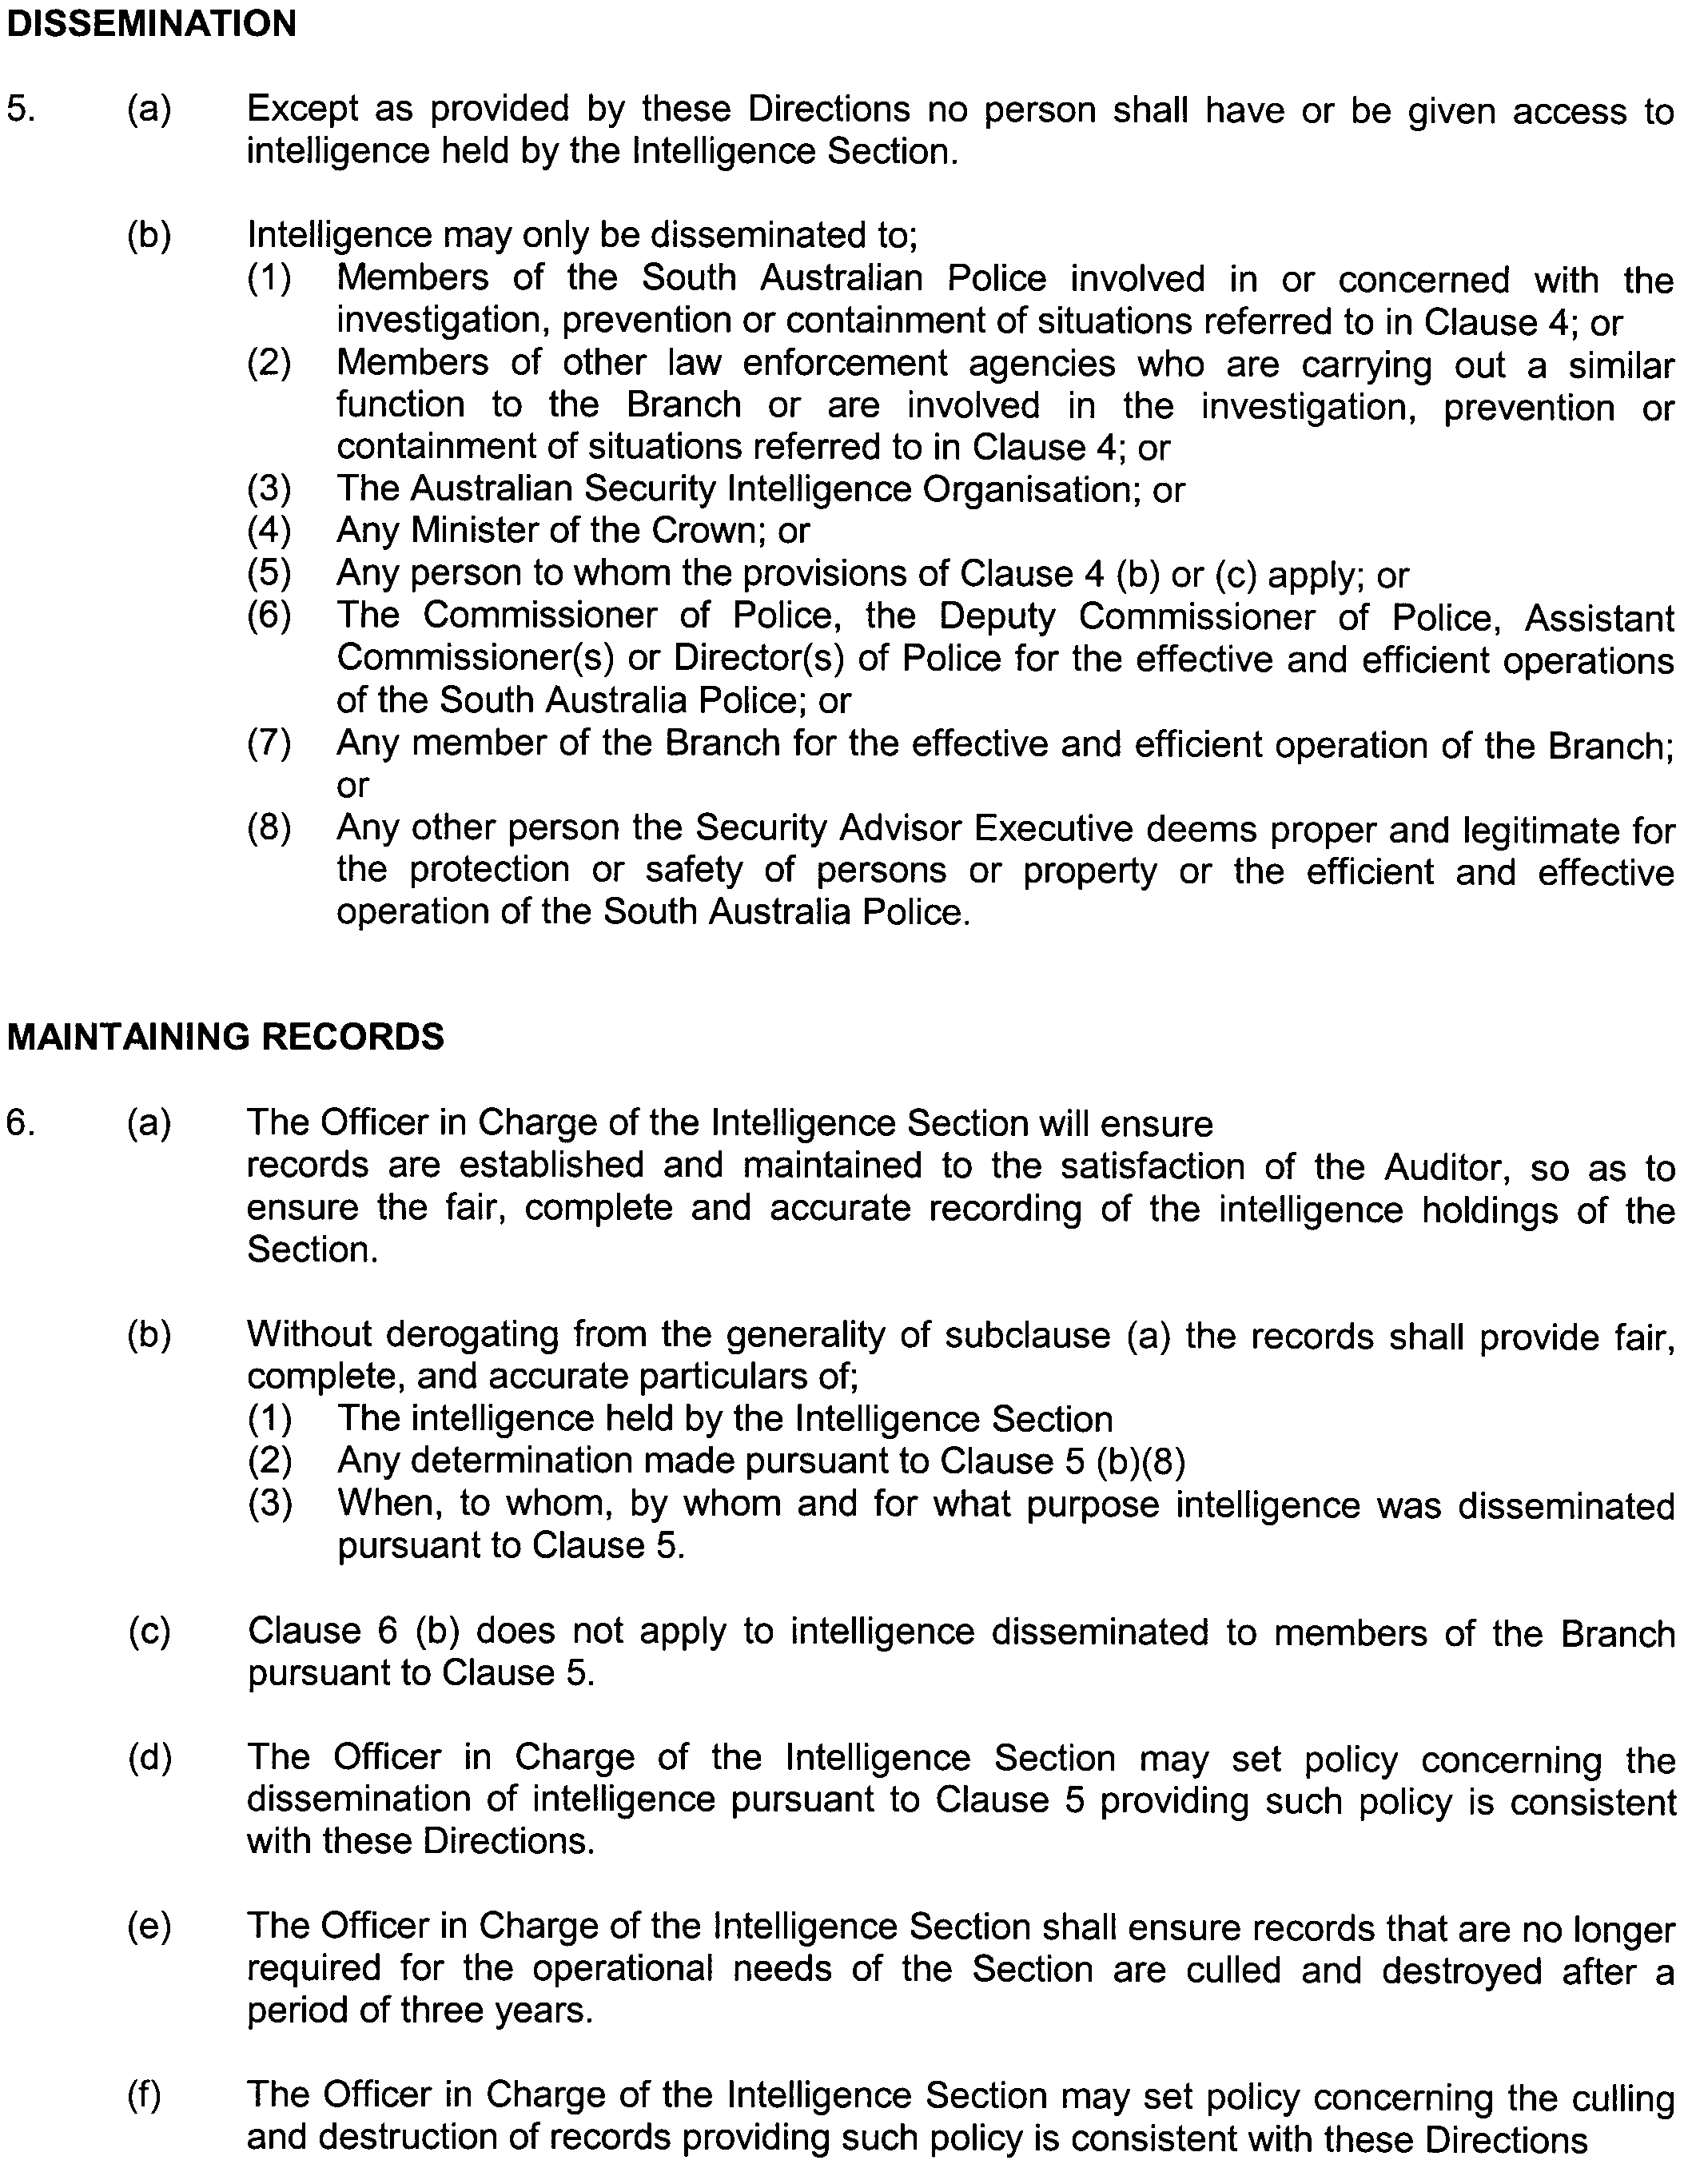 DISSEMINATION
5. (a) Except as provided by these Directions no person shall have or be given access to
intelligence held by the Intelligence Section.
(b) Intelligence may only be disseminated to;
(1) Members of the South Australian Police involved in or concerned with the
investigation, prevention or containment of situations referred to in Clause 4; or
(2) Members of other law enforcement agencies who are carrying out a similar
function to the Branch or are involved in the investigation, prevention or
containment of situations referred to in Clause 4; or
(3) The Australian Security Intelligence Organisation; or
(4) Any Minister of the Crown; or
(5) Any person to whom the provisions of Clause 4 (b) or (c) apply; or
(6) The Commissioner of Police, the Deputy Commissioner of Police, Assistant
Commissioner(s) or Director(s) of Police for the effective and efficient operations
of the South Australia Police; or
(7) Any member of the Branch for the effective and efficient operation of the Branch;
or
(8) Any other person the Security Advisor Executive deems proper and legitimate for
the protection or safety of persons or property or the efficient and effective
operation of the South Australia Police.
MAINTAINING RECORDS
6. (a) The Officer in Charge of the Intelligence Section will ensure
records are established and maintained to the satisfaction of the Auditor, so as to
ensure the fair, complete and accurate recording of the intelligence holdings of the
Section.
(b) Without derogating from the generality of subclause (a) the records shall provide fair,
complete, and accurate particulars of;
(1) The intelligence held by the Intelligence Section
(2) Any determination made pursuant to Clause 5 (b)(8)
(3) When, to whom, by whom and for what purpose intelligence was disseminated
pursuant to Clause 5.
(c) Clause 6 (b) does not apply to intelligence disseminated to members of the Branch
pursuant to Clause 5.
(d) The Officer in Charge of the Intelligence Section may set policy concerning the
dissemination of intelligence pursuant to Clause 5 providing such policy is consistent
with these Directions.
(e) The Officer in Charge of the Intelligence Section shall ensure records that are no longer
required for the operational needs of the Section are culled and destroyed after a
period of three years.
(f) The Officer in Charge of the Intelligence Section may set policy concerning the culling
and destruction of records providing such policy is consistent with these Directions